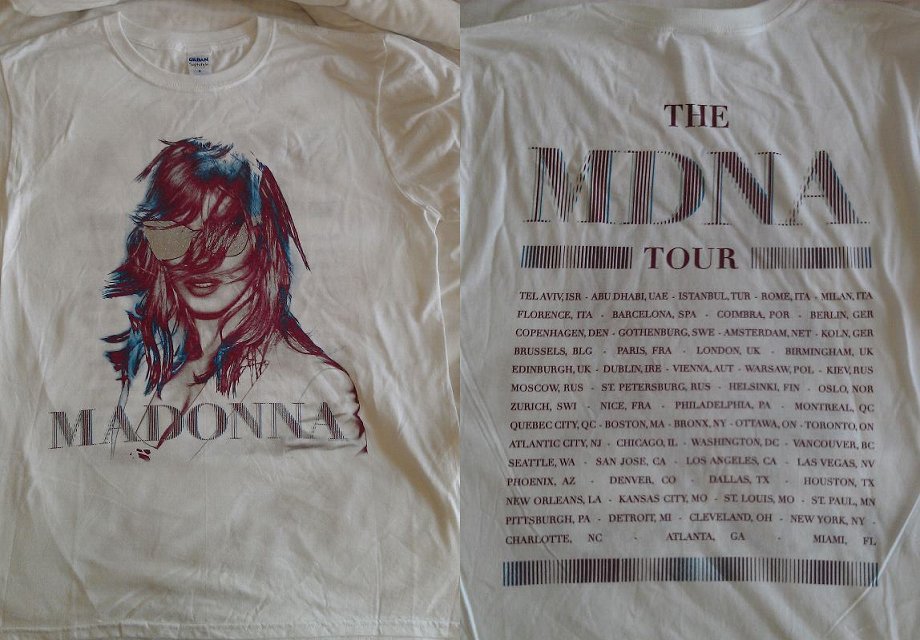 GILDAN
MADONNA
THE
MDNA
TOUR
TEL AVIV, ISR - ABU DHABI, UAE - ISTANBUL, TUR - ROME, ITA - MILAN, ITA
FLORENCE, ITA - BARCELONA, SPA - COIMBRA, POR - BERLIN, GER
COPENHAGEN, DEN - GOTHENBURG, SWE - AMSTERDAM, NET - KOLN, GER
BRUSSELS, BLG - PARIS, FRA - LONDON, UK - BIRMINGHAM, UK
EDINBURGH, UK - DUBLIN, IRE - VIENNA, AUT - WARSAW, POL - KIEV, RUS
MOSCOW, RUS - ST. PETERSBURG, RUS - HELSINKI, FIN - OSLO, NOR
ZURICH, SWI - NICE, FRA - PHILADELPHIA, PA - MONTREAL, QC
QUEBEC CITY, QC - BOSTON, MA - BRONX, NY - OTTAWA, ON - TORONTO, ON
ATLANTIC CITY, NJ - CHICAGO, IL - WASHINGTON, DC - VANCOUVER, BC
SEATTLE, WA - SAN JOSE, CA - LOS ANGELES, CA - LAS VEGAS, NV
PHOENIX, AZ - DENVER, CO - DALLAS, TX - HOUSTON, TX
NEW ORLEANS, LA - KANSAS CITY, MO - ST. LOUIS, MO - ST. PAUL, MN
PITTSBURGH, PA - DETROIT, MI - CLEVELAND, OH - NEW YORK, NY -
CHARLOTTE, NC - ATLANTA, GA - MIAMI, FL